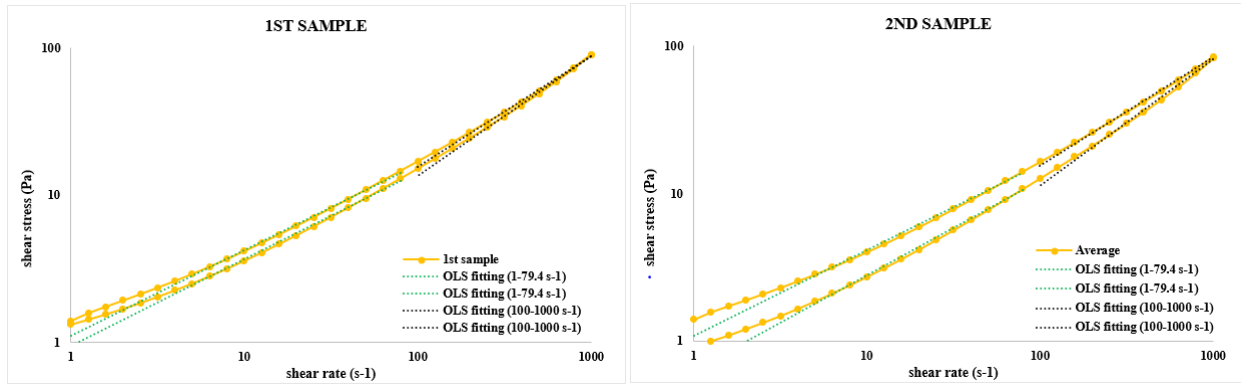 1ST SAMPLE
100
10
1
shear stress (Pa)
1st sample
OLS fitting (1-79.4 s-1)
OLS fitting (1-79.4 s-1)
OLS fitting (100-1000 s-1)
OLS fitting (100-1000 s-1)
1
10
100
1000
shear rate (s-1)
2ND SAMPLE
100
10
1
shear stress (Pa)
Average
OLS fitting (1-79.4 s-1)
OLS fitting (1-79.4 s-1)
OLS fitting (100-1000 s-1)
OLS fitting (100-1000 s-1)
1
10
100
1000
shear rate (s-1)